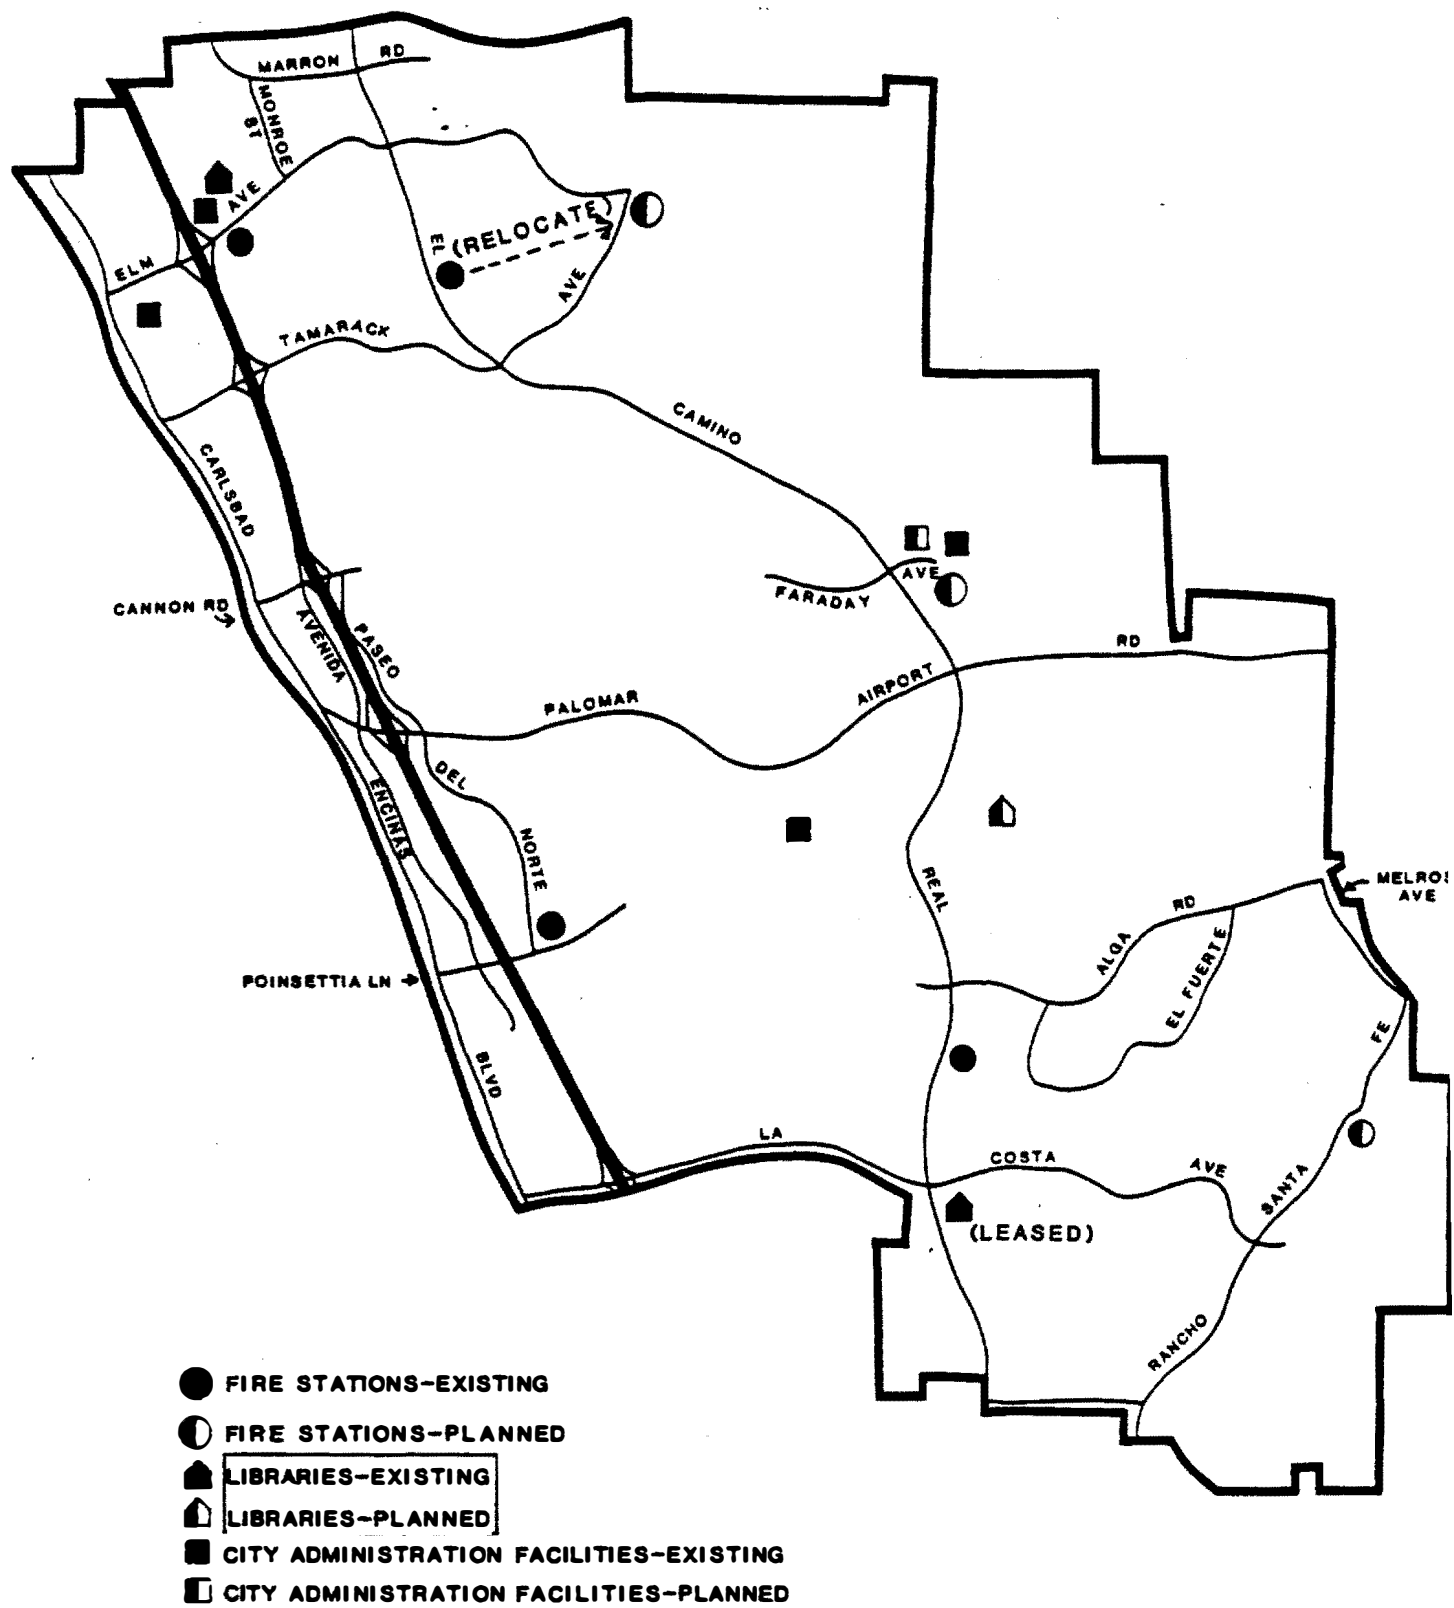 MARRON RD
MONROE ST
ELM AVE
EL
(RELOCATE)
AVE
TAMARACK
CAMINO
CARLSBAD
CANNON RD
FARADAY AVE
AVENIDA
PASEO
PALOMAR AIRPORT RD
DEL
ENCINAS
NORTE
REAL
MELROS
AVE
ALGA RD
EL FUERTE
POINSETTIA LN
FE
BLVD
LA COSTA AVE
SANTA
(LEASED)
RANCHO
FIRE STATIONS-EXISTING
FIRE STATIONS-PLANNED
LIBRARIES-EXISTING
LIBRARIES-PLANNED
CITY ADMINISTRATION FACILITIES-EXISTING
CITY ADMINISTRATION FACILITIES-PLANNED